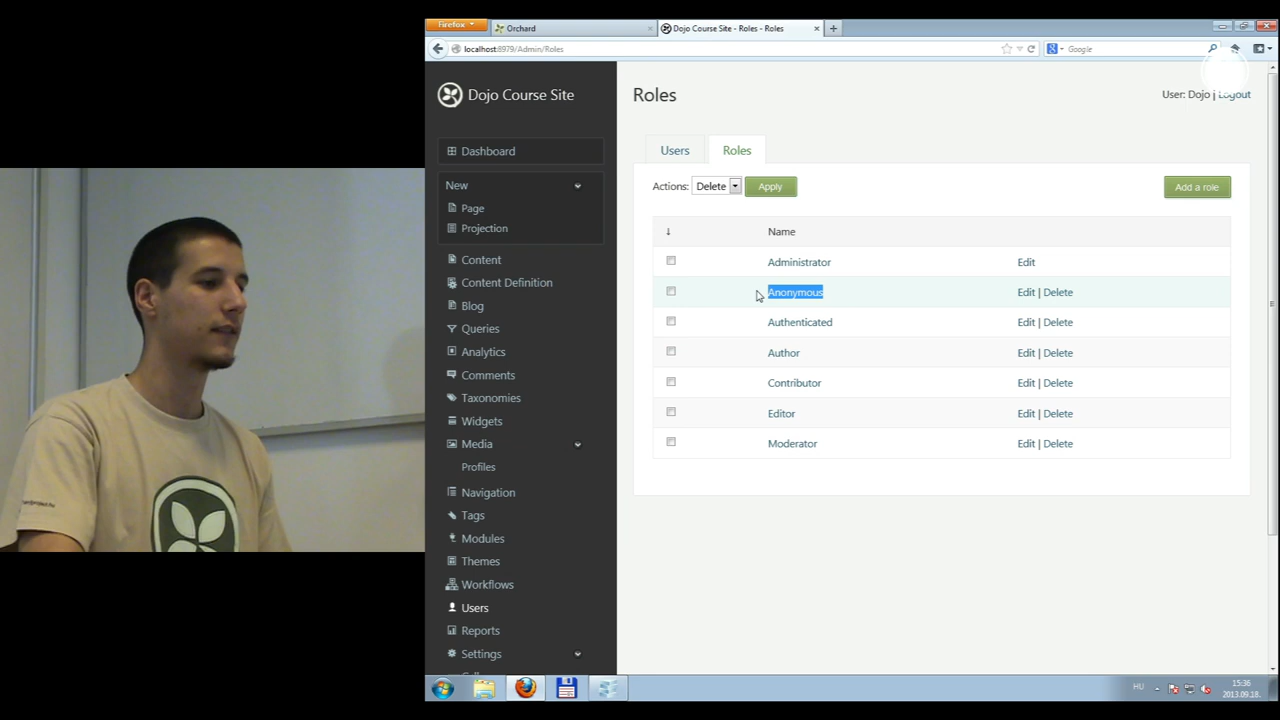 Firefox
Orchard
Dojo Course Site - Roles - Roles
localhost:8979/Admin/Roles
Google
Dojo Course Site
Roles
User: Dojo | Logout
Dashboard
New
Page
Projection
Content
Content Definition
Blog
Queries
Analytics
Comments
Taxonomies
Widgets
Media
Profiles
Navigation
Tags
Modules
Themes
Workflows
Users
Reports
Settings
Users
Roles
Actions: Delete
Apply
Add a role
Name
Administrator
Edit
Anonymous
Edit | Delete
Authenticated
Edit | Delete
Author
Edit | Delete
Contributor
Edit | Delete
Editor
Edit | Delete
Moderator
Edit | Delete
HU
15:36
2013.09.18.